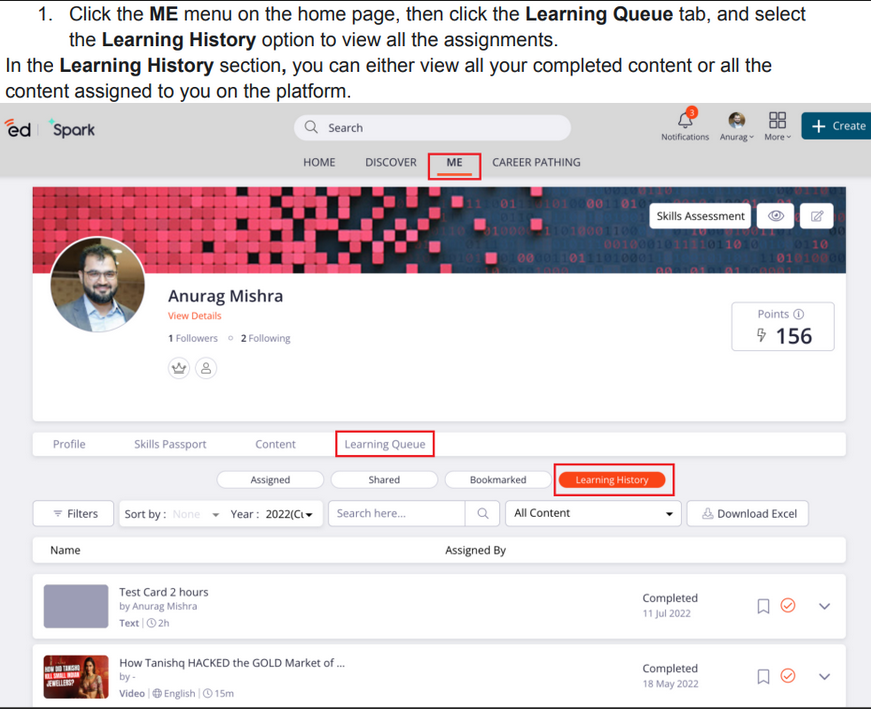 1. Click the ME menu on the home page, then click the Learning Queue tab, and select
the Learning History option to view all the assignments.
In the Learning History section, you can either view all your completed content or all the
content assigned to you on the platform.
ed Spark
Search
3
Notifications Anurag More + Create
HOME DISCOVER ME CAREER PATHING
Skills Assessment
Anurag Mishra
View Details
1 Followers 2 Following
Points
156
Profile Skills Passport Content Learning Queue
Assigned Shared Bookmarked Learning History
Filters Sort by : None Year : 2022(Cu Search here... All Content Download Excel
Name Assigned By
Test Card 2 hours
by Anurag Mishra
Text | 2h
Completed
11 Jul 2022
HOW DID TANISHQ
KILL SMALL INDIAN
JEWELLERS?
How Tanishq HACKED the GOLD Market of ...
by -
Video | English | 15m
Completed
18 May 2022